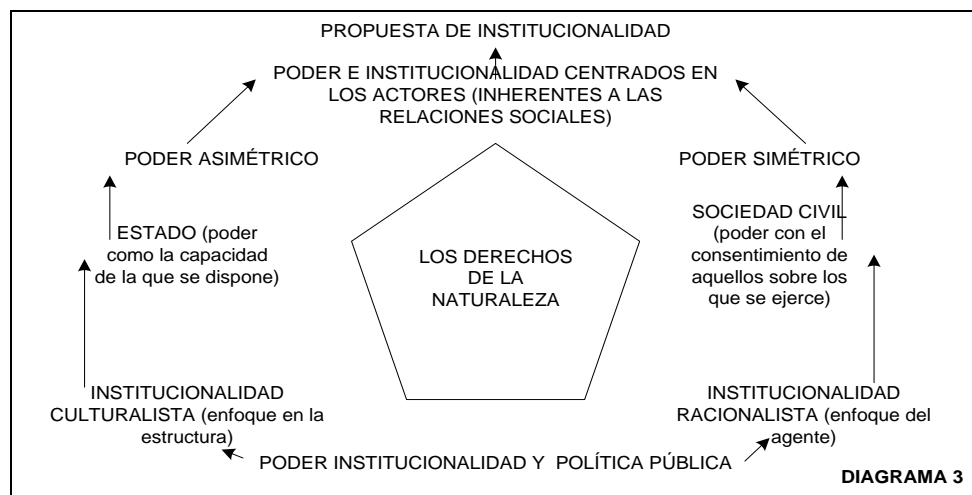 PROPUESTA DE INSTITUCIONALIDAD
PODER E INSTITUCIONALIDAD CENTRADOS EN
LOS ACTORES (INHERENTES A LAS
RELACIONES SOCIALES)
PODER ASIMÉTRICO
PODER SIMÉTRICO
ESTADO (poder
como la capacidad
de la que se dispone)
SOCIEDAD CIVIL
(poder con el
consentimiento de
aquellos sobre los
que se ejerce)
LOS DERECHOS
DE LA
NATURALEZA
INSTITUCIONALIDAD
CULTURALISTA (enfoque en la
estructura)
INSTITUCIONALIDAD
RACIONALISTA (enfoque del
agente)
PODER INSTITUCIONALIDAD Y POLÍTICA PÚBLICA
DIAGRAMA 3